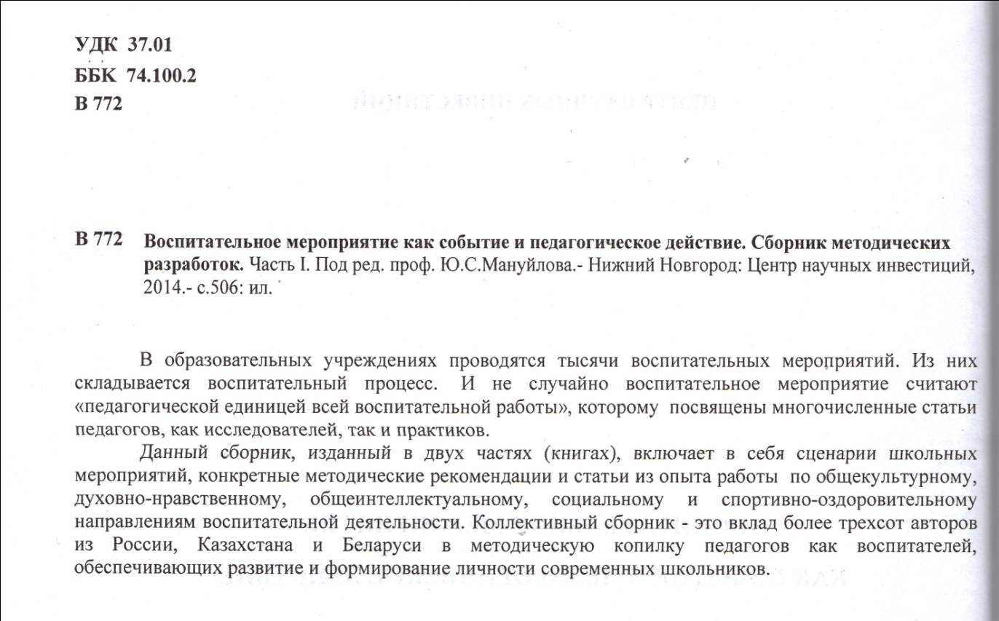 УДК 37.01
ББК 74.100.2
В 772
В 772 Воспитательное мероприятие как событие и педагогическое действие. Сборник методических
разработок. Часть I. Под ред. проф. Ю.С.Мануйлова.- Нижний Новгород: Центр научных инвестиций,
2014.- с.506: ил.
В образовательных учреждениях проводятся тысячи воспитательных мероприятий. Из них
складывается воспитательный процесс. И не случайно воспитательное мероприятие считают
«педагогической единицей всей воспитательной работы», которому посвящены многочисленные статьи
педагогов, как исследователей, так и практиков.
Данный сборник, изданный в двух частях (книгах), включает в себя сценарии школьных
мероприятий, конкретные методические рекомендации и статьи из опыта работы по общекультурному,
духовно-нравственному, общеинтеллектуальному, социальному и спортивно-оздоровительному
направлениям воспитательной деятельности. Коллективный сборник - это вклад более трехсот авторов
из России, Казахстана и Беларуси в методическую копилку педагогов как воспитателей,
обеспечивающих развитие и формирование личности современных школьников.